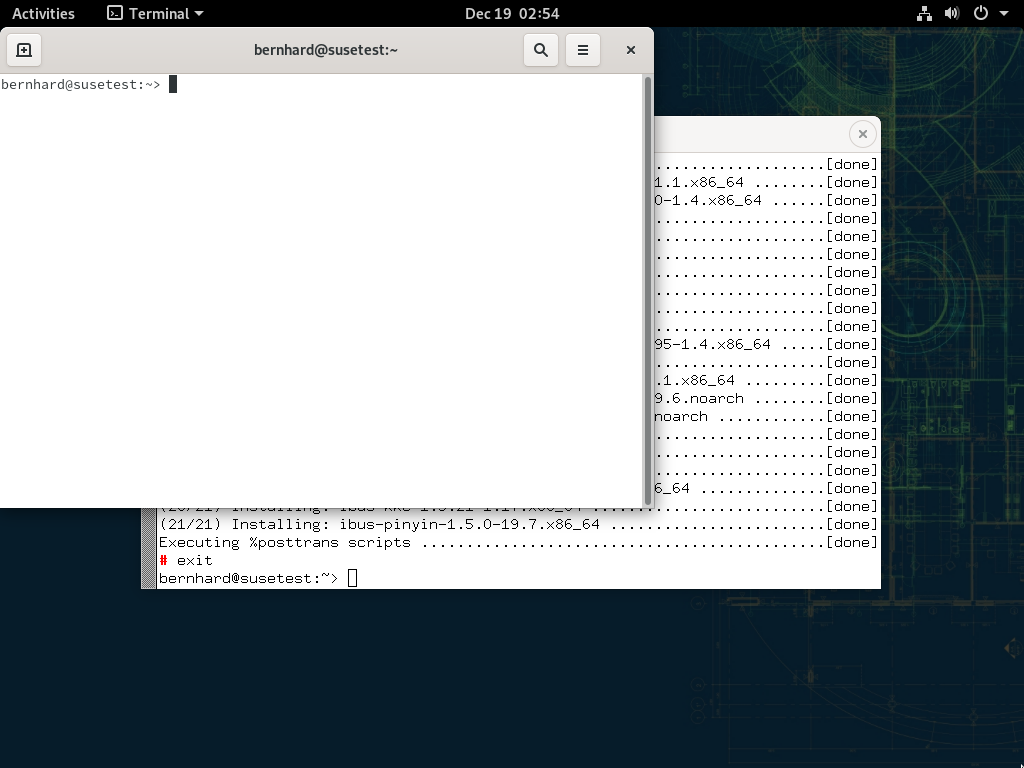 Activities Terminal Dec 19 02:54
bernhard@susetest:~
bernhard@susetest:~>
...................[done]
1.1.x86_64 ........[done]
0-1.4.x86_64 ......[done]
...................[done]
...................[done]
...................[done]
...................[done]
...................[done]
...................[done]
...................[done]
95-1.4.x86_64 .....[done]
...................[done]
.1.x86_64 .........[done]
9.6.noarch ........[done]
noarch ............[done]
...................[done]
...................[done]
...................[done]
6_64 ..............[done]
(20/21) Installing: ..........................[done]
(21/21) Installing: ibus-pinyin-1.5.0-19.7.x86_64 ........................[done]
Executing %posttrans scripts .............................................[done]
# exit
bernhard@susetest:~>